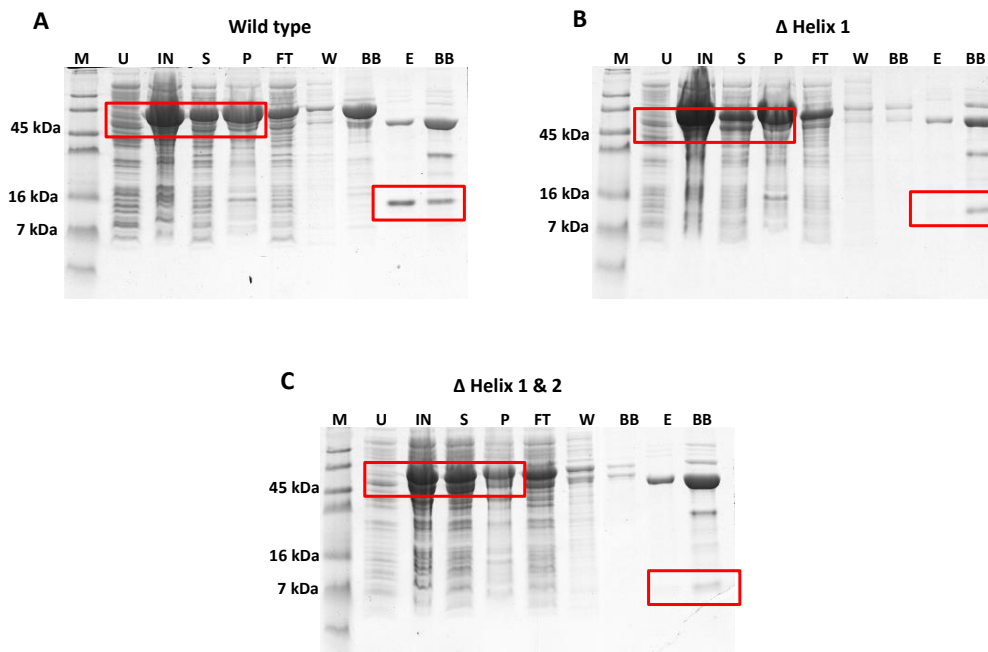 A
Wild type
M U IN S P FT W BB E BB
45 kDa
16 kDa
7 kDa
B
Δ Helix 1
M U IN S P FT W BB E BB
45 kDa
16 kDa
7 kDa
C
Δ Helix 1 & 2
M U IN S P FT W BB E BB
45 kDa
16 kDa
7 kDa